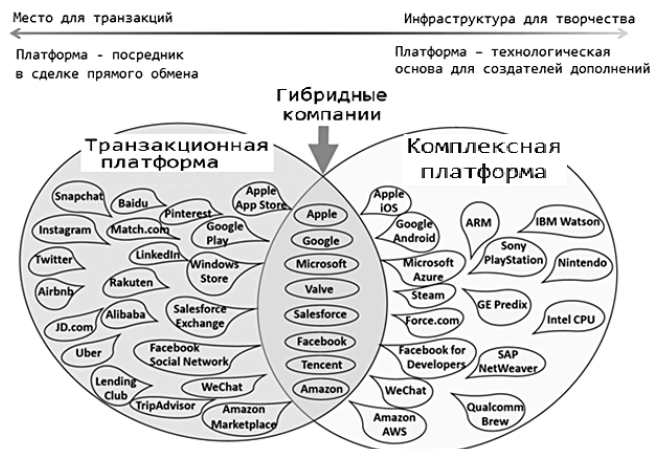 Место для транзакций
Инфраструктура для творчества
Платформа - посредник
в сделке прямого обмена
Платформа – технологическая
основа для создателей дополнений
Гибридные
компании
Транзакционная
платформа
Комплексная
платформа
Snapchat
Baidu
Pinterest
Apple
App Store
Instagram
Match.com
Google
Play
Twitter
LinkedIn
Windows
Store
Airbnb
Rakuten
JD.com
Alibaba
Salesforce
Exchange
Uber
Facebook
Social Network
Lending
Club
WeChat
TripAdvisor
Amazon
Marketplace
Apple
Google
Microsoft
Valve
Salesforce
Facebook
Tencent
Amazon
Apple
iOS
Google
Android
ARM
IBM Watson
Microsoft
Azure
Sony
PlayStation
Nintendo
Steam
GE Predix
Force.com
Intel CPU
Facebook for
Developers
SAP
NetWeaver
WeChat
Amazon
AWS
Qualcomm
Brew